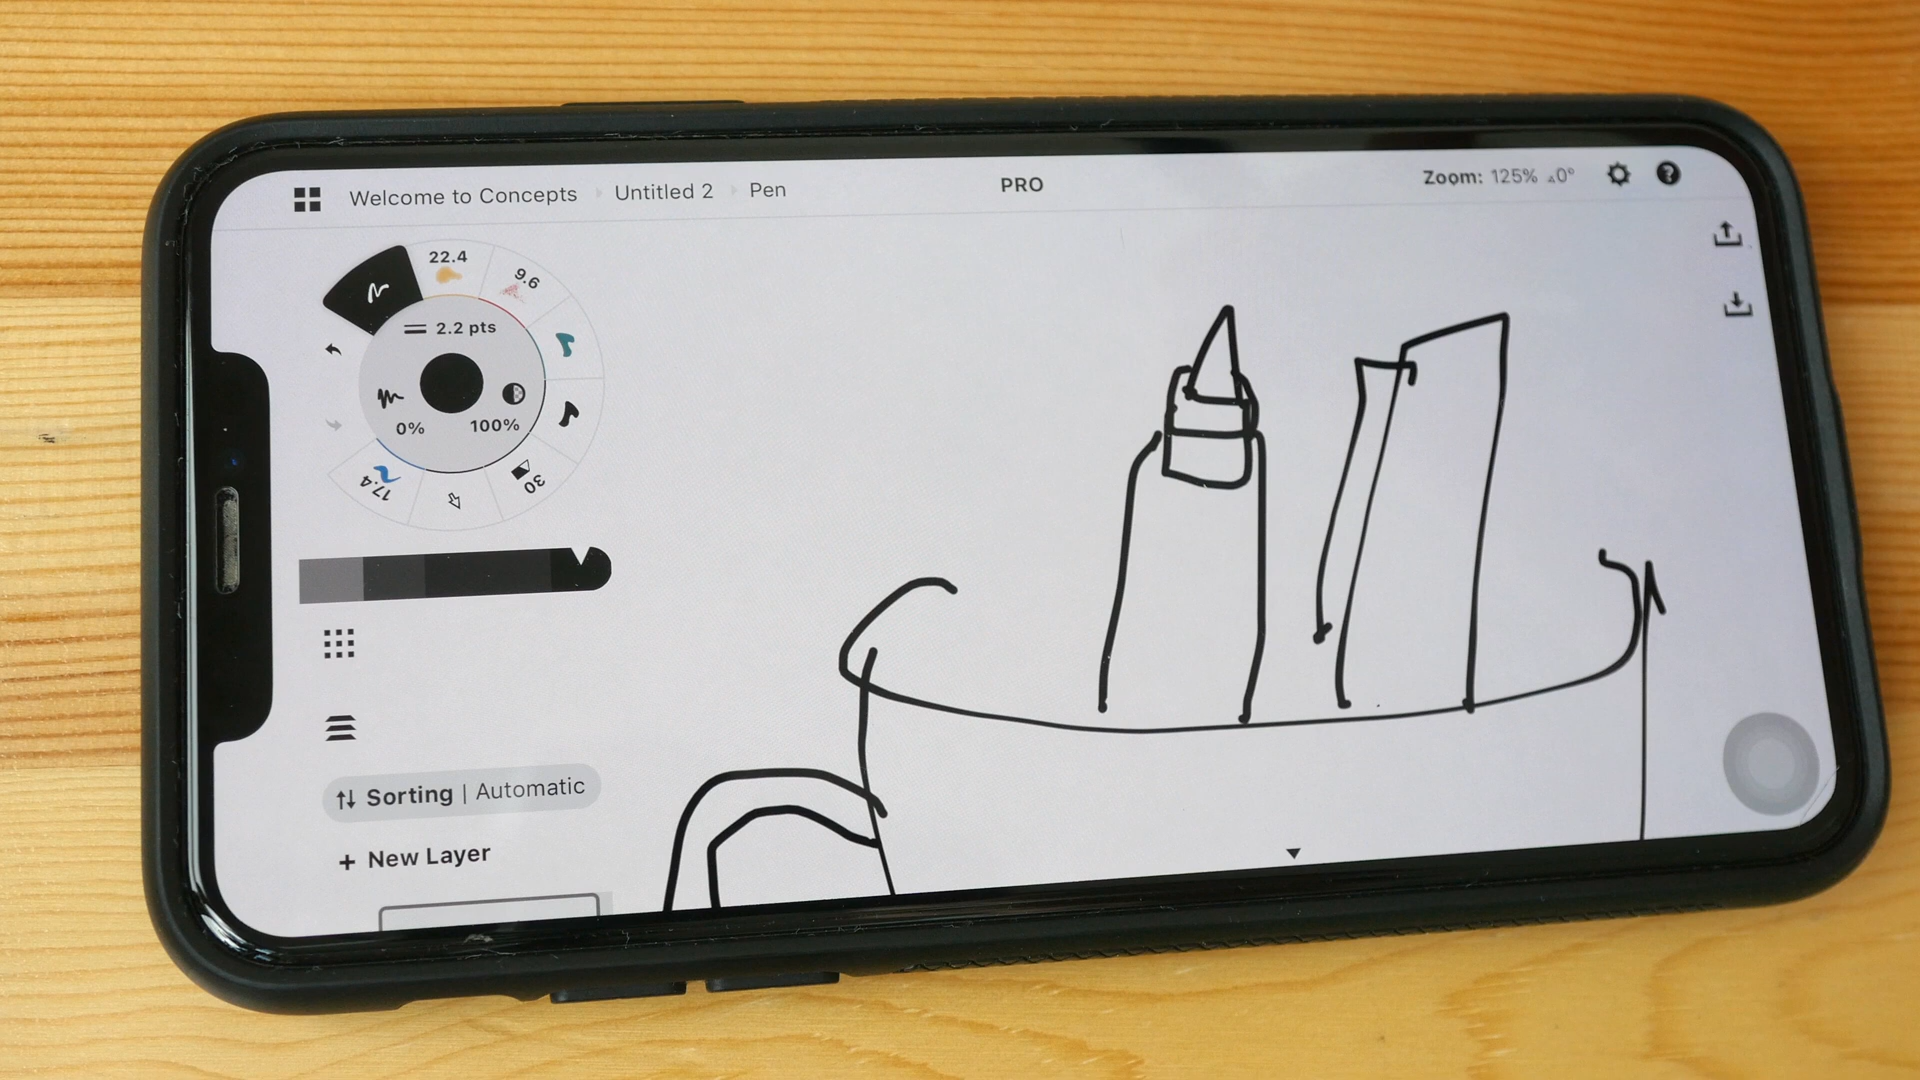 Welcome to Concepts Untitled 2 Pen
PRO
Zoom: 125% 0°
22.4
9.6
2.2 pts
0%
100%
17.4
30
Sorting | Automatic
+ New Layer